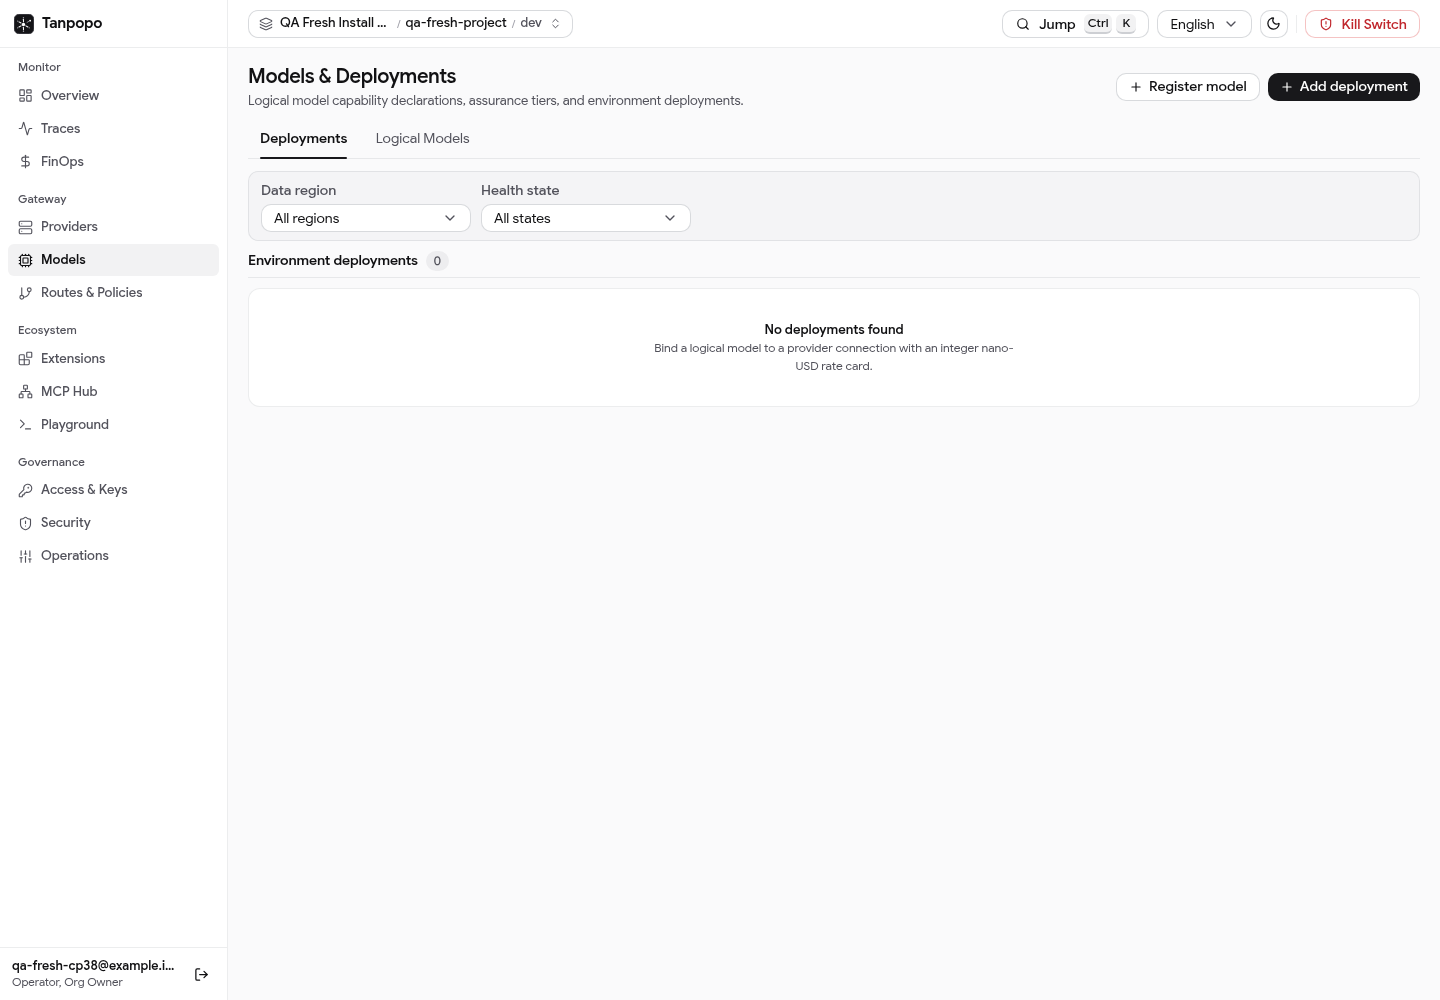 Tanpopo
QA Fresh Install ... / qa-fresh-project / dev
Jump Ctrl K
English
Kill Switch
Monitor
Overview
Traces
FinOps
Gateway
Providers
Models
Routes & Policies
Ecosystem
Extensions
MCP Hub
Playground
Governance
Access & Keys
Security
Operations
qa-fresh-cp38@example.i...
Operator, Org Owner
Models & Deployments
Logical model capability declarations, assurance tiers, and environment deployments.
Register model
Add deployment
Deployments
Logical Models
Data region
Health state
All regions
All states
Environment deployments 0
No deployments found
Bind a logical model to a provider connection with an integer nano-
USD rate card.